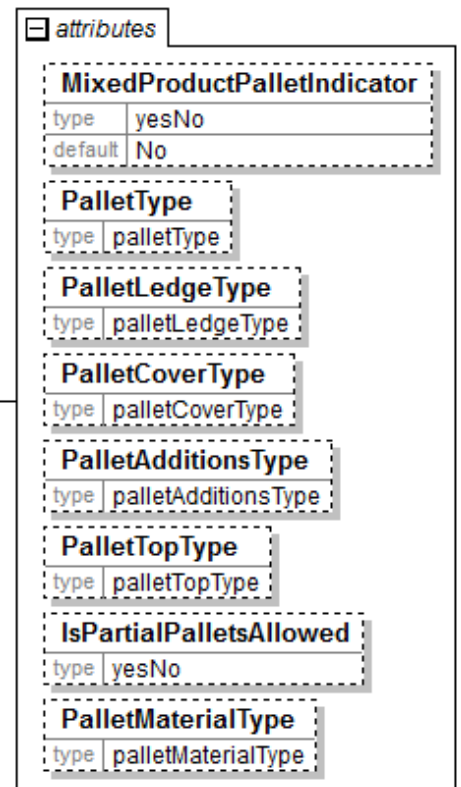 attributes
MixedProductPalletIndicator
type yesNo
default No
PalletType
type palletType
PalletLedgeType
type palletLedgeType
PalletCoverType
type palletCoverType
PalletAdditionsType
type palletAdditionsType
PalletTopType
type palletTopType
IsPartialPalletsAllowed
type yesNo
PalletMaterialType
type palletMaterialType